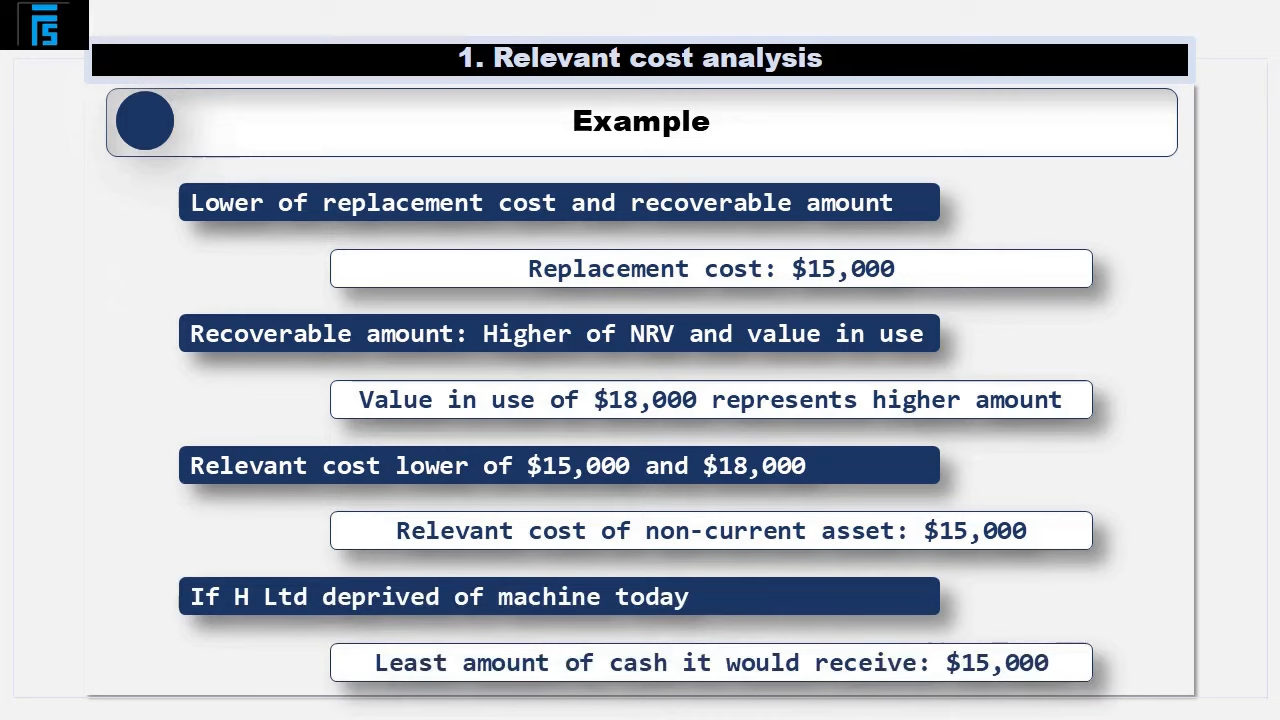 1. Relevant cost analysis
Example
Lower of replacement cost and recoverable amount
Replacement cost: $15,000
Recoverable amount: Higher of NRV and value in use
Value in use of $18,000 represents higher amount
Relevant cost lower of $15,000 and $18,000
Relevant cost of non-current asset: $15,000
If H Ltd deprived of machine today
Least amount of cash it would receive: $15,000